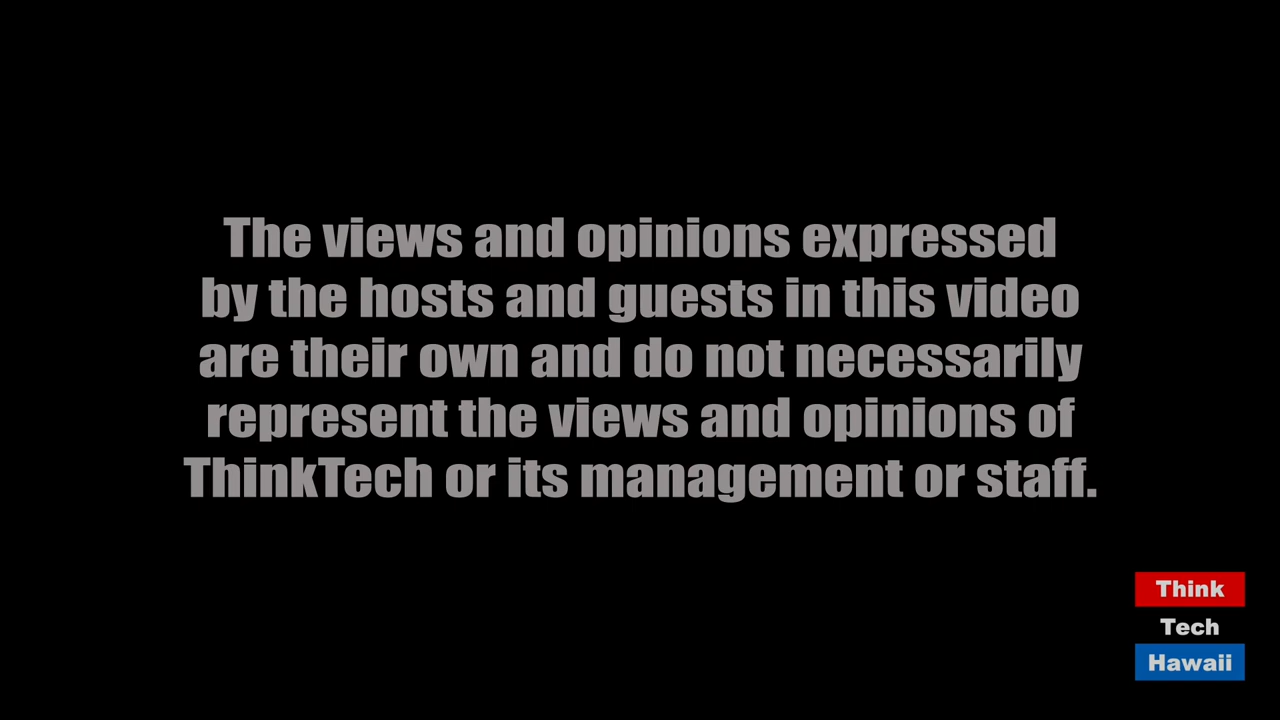 The views and opinions expressed
by the hosts and guests in this video
are their own and do not necessarily
represent the views and opinions of
ThinkTech or its management or staff.
Think
Tech
Hawaii